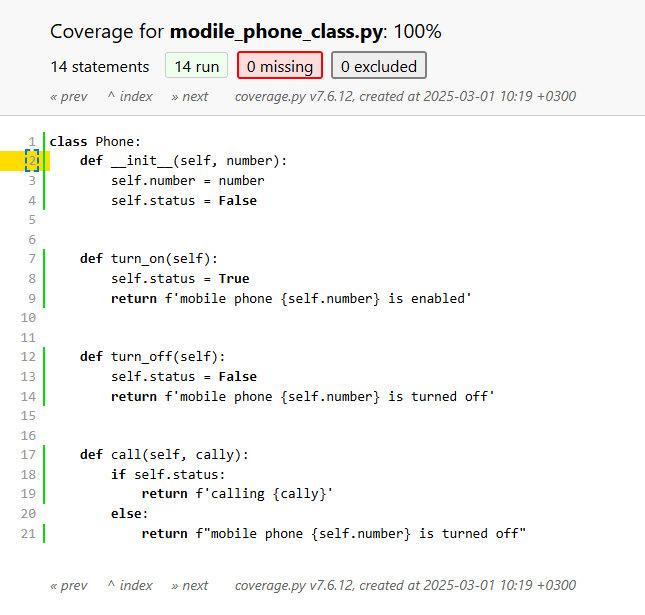 Coverage for modile_phone_class.py: 100%
14 statements 14 run 0 missing 0 excluded
« prev ^ index » next coverage.py v7.6.12, created at 2025-03-01 10:19 +0300
1 class Phone:
2     def __init__(self, number):
3         self.number = number
4         self.status = False
5
6
7     def turn_on(self):
8         self.status = True
9         return f'mobile phone {self.number} is enabled'
10
11
12     def turn_off(self):
13         self.status = False
14         return f'mobile phone {self.number} is turned off'
15
16
17     def call(self, cally):
18         if self.status:
19             return f'calling {cally}'
20         else:
21             return f"mobile phone {self.number} is turned off"
« prev ^ index » next coverage.py v7.6.12, created at 2025-03-01 10:19 +0300